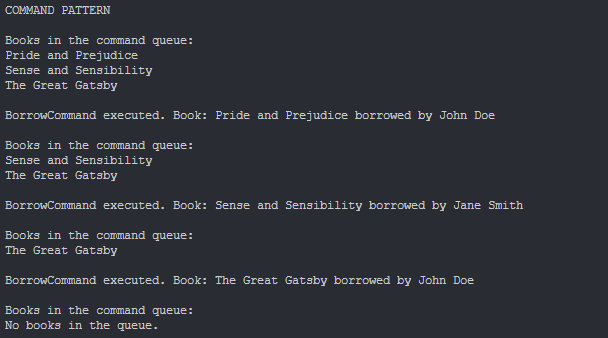 COMMAND PATTERN
Books in the command queue:
Pride and Prejudice
Sense and Sensibility
The Great Gatsby
BorrowCommand executed. Book: Pride and Prejudice borrowed by John Doe
Books in the command queue:
Sense and Sensibility
The Great Gatsby
BorrowCommand executed. Book: Sense and Sensibility borrowed by Jane Smith
Books in the command queue:
The Great Gatsby
BorrowCommand executed. Book: The Great Gatsby borrowed by John Doe
Books in the command queue:
No books in the queue.